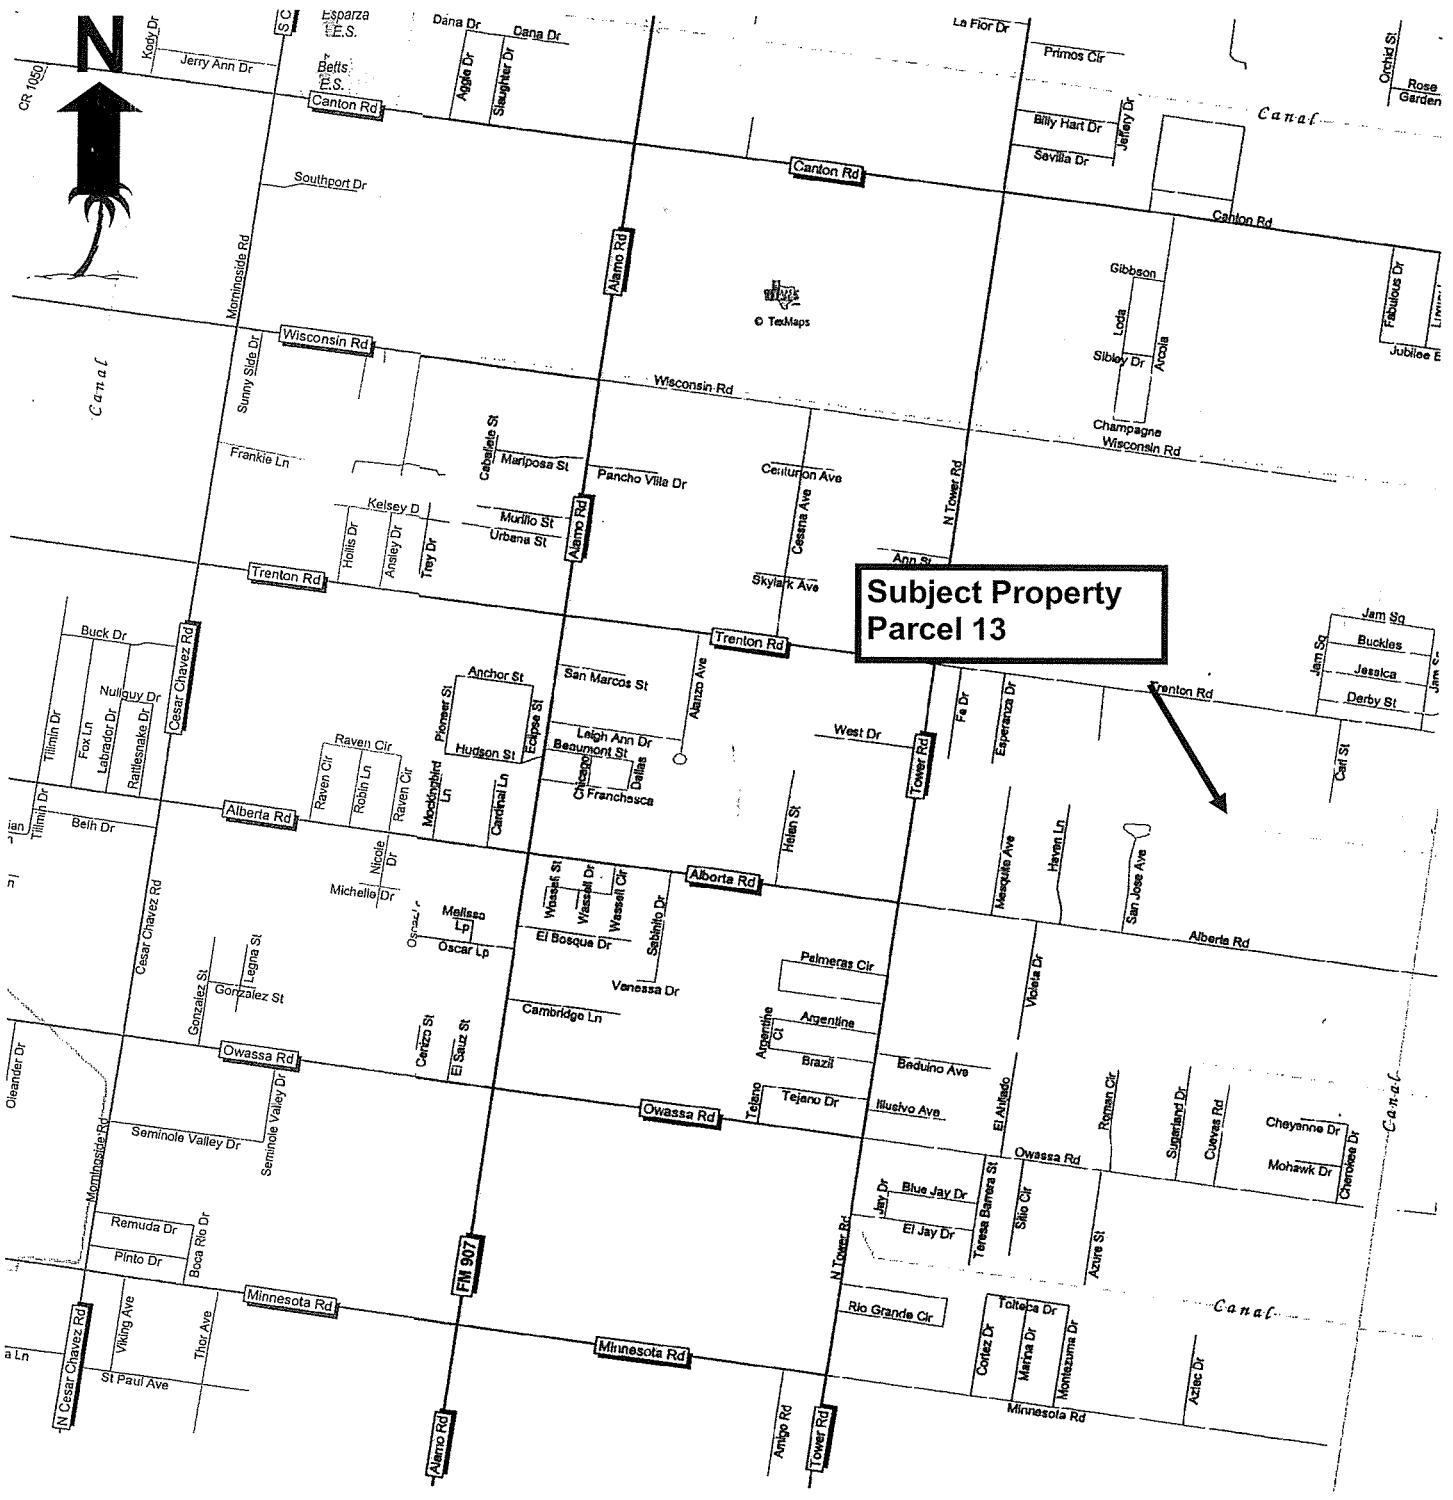 N
Kody Dr
Jerry Ann Dr
CR 1050
S C
Esparza
E.S.
Betts
E.S.
Canton Rd
Dana Dr
Dana Dr
Aggie Dr
Slaughter Dr
La Flor Dr
Primos Cir
Orchid St
Rose
Garden
Canal
Billy Hart Dr
Jeffery Dr
Sevilla Dr
Canton Rd
Canton Rd
Southport Dr
Morningside Rd
Alamo Rd
© TexMaps
Gibbson
Loda
Arcola
Sibley Dr
Champagne
Fabulous Dr
Jubilee B
Canal
Wisconsin Rd
Sunny Side Dr
Wisconsin Rd
Wisconsin Rd
Frankie Ln
Caballete St
Mariposa St
Pancho Villa Dr
Centurion Ave
Cessna Ave
N Tower Rd
Kelsey D
Hollis Dr
Ansley Dr
Trey Dr
Murillo St
Urbana St
Alamo Rd
Ann St
Skylark Ave
Trenton Rd
Subject Property
Parcel 13
Trenton Rd
Trenton Rd
Jam Sq
Buckles
Jam Sq
Jessica
Derby St
Jam Sq
Carl St
Buck Dr
Nullguy Dr
Tillmin Dr
Fox Ln
Labrador Dr
Rattlesnake Dr
Cesar Chavez Rd
Anchor St
Pioneer St
Eclipse St
Hudson St
San Marcos St
Alanzo Ave
Leigh Ann Dr
Beaumont St
Chicago
Dallas
Franchesca
West Dr
Tower Rd
Fe Dr
Esperanza Dr
Raven Cir
Raven Cir
Robin Ln
Raven Cir
Mockingbird
Ln
Cardinal Ln
Helen St
Mesquite Ave
Haven Ln
San Jose Ave
Tillmin Dr
Belh Dr
Alberta Rd
Alberta Rd
Alberta Rd
Nicole
Dr
Michelle Dr
Melissa
Lp
Oscar Lp
Wassell St
Wassell Dr
Wassell Cir
Sabinito Dr
El Bosque Dr
Vanessa Dr
Cesar Chavez Rd
Gonzalez St
Legna St
Gonzalez St
Palmeras Cir
Violeta Dr
Cambridge Ln
Argentine
Argentine
Ct
Brazil
Cenizo St
El Sauz St
Oleander Dr
Owassa Rd
Owassa Rd
Tejano
Tejano Dr
Beduino Ave
Illusivo Ave
El Ahijado
Owassa Rd
Roman Cir
Sugarland Dr
Cuevas Rd
Cheyenne Dr
Mohawk Dr
Cherokee Dr
Canal
Seminole Valley Dr
Seminole Valley Dr
Morningside Rd
Remuda Dr
Pinto Dr
Boca Rio Dr
FM 907
Jay Dr
Blue Jay Dr
El Jay Dr
Teresa Barrera St
Sitio Cir
Azure St
N Tower Rd
Canal
Minnesota Rd
Minnesota Rd
Minnesota Rd
N Cesar Chavez Rd
a Ln
Viking Ave
Thor Ave
St Paul Ave
Rio Grande Cir
Tolteca Dr
Cortez Dr
Marina Dr
Montezuma Dr
Aztec Dr
Alamo Rd
Amigo Rd
Tower Rd